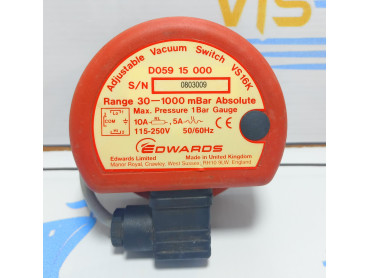 VIS
Adjustable Vacuum Switch VS16K
D059 15 000
S/N 0803009
Range 30—1000 mBar Absolute
Max. Pressure 1Bar Gauge
COM
10A 5A CE
115-250V 50/60Hz
EDWARDS
Edwards Limited Made in United Kingdom
Manor Royal, Crawley, West Sussex, RH10 England